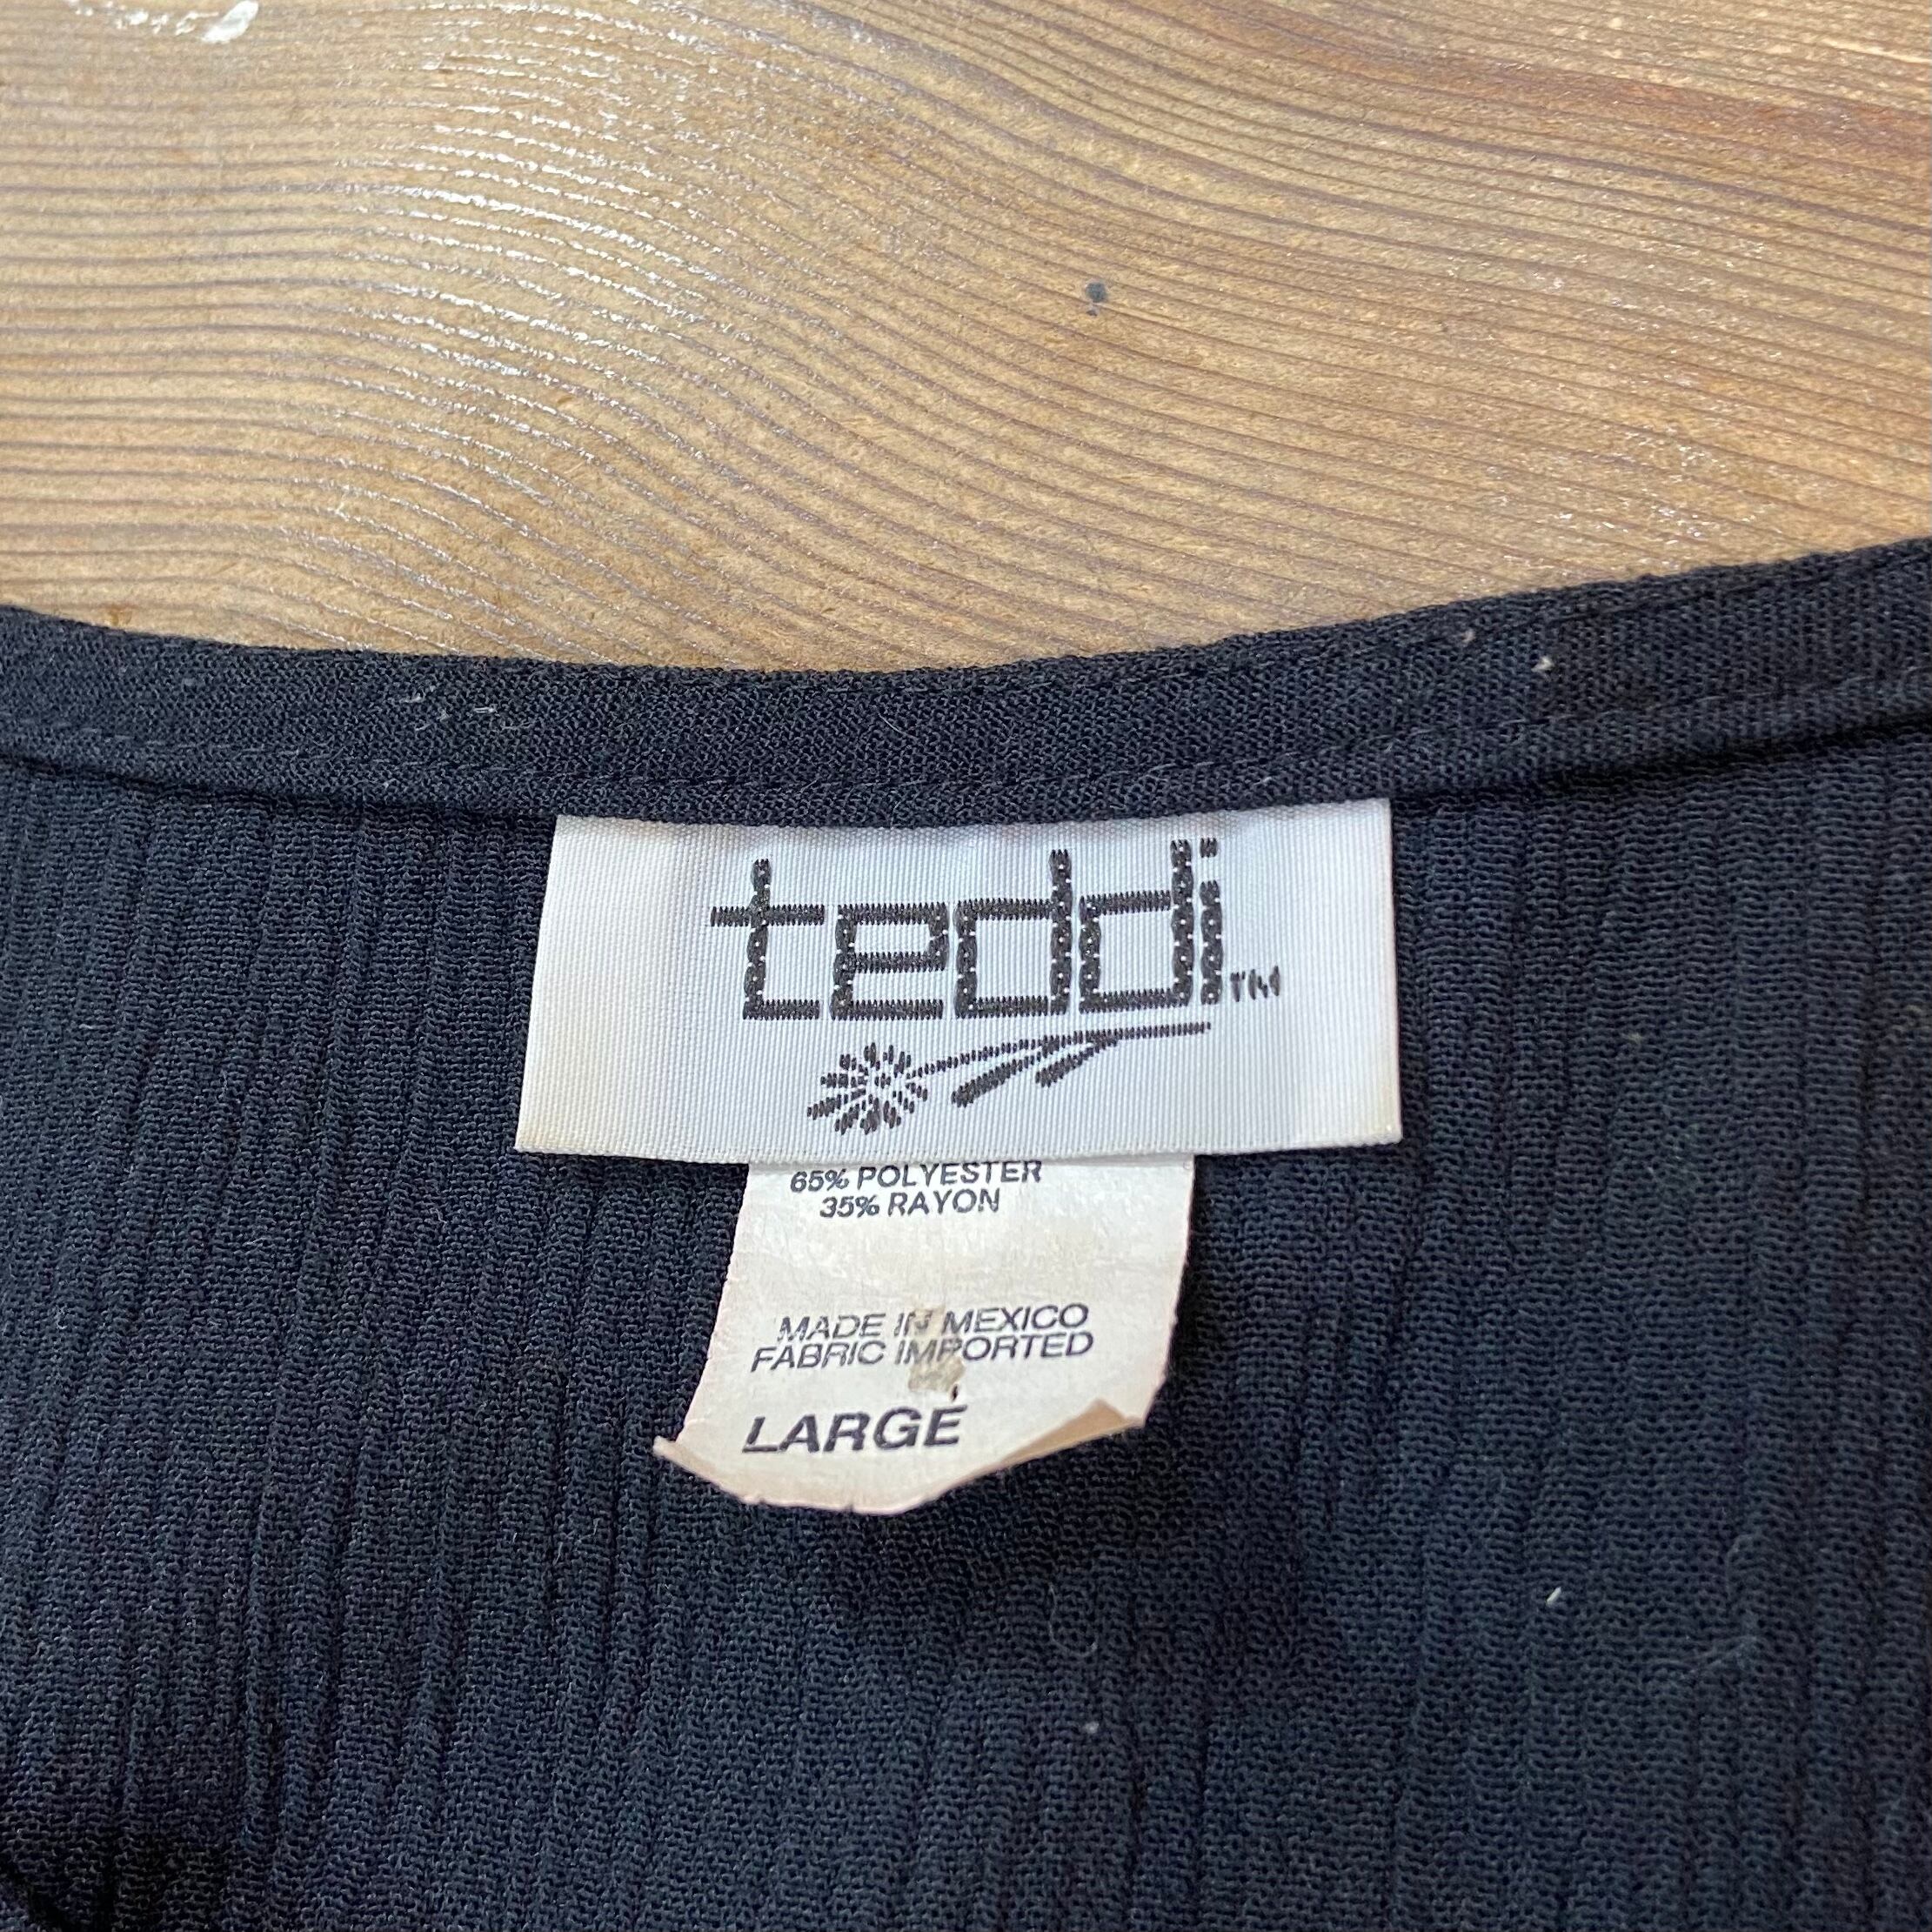 teddi™
65% POLYESTER
35% RAYON
MADE IN MEXICO
FABRIC IMPORTED
LARGE